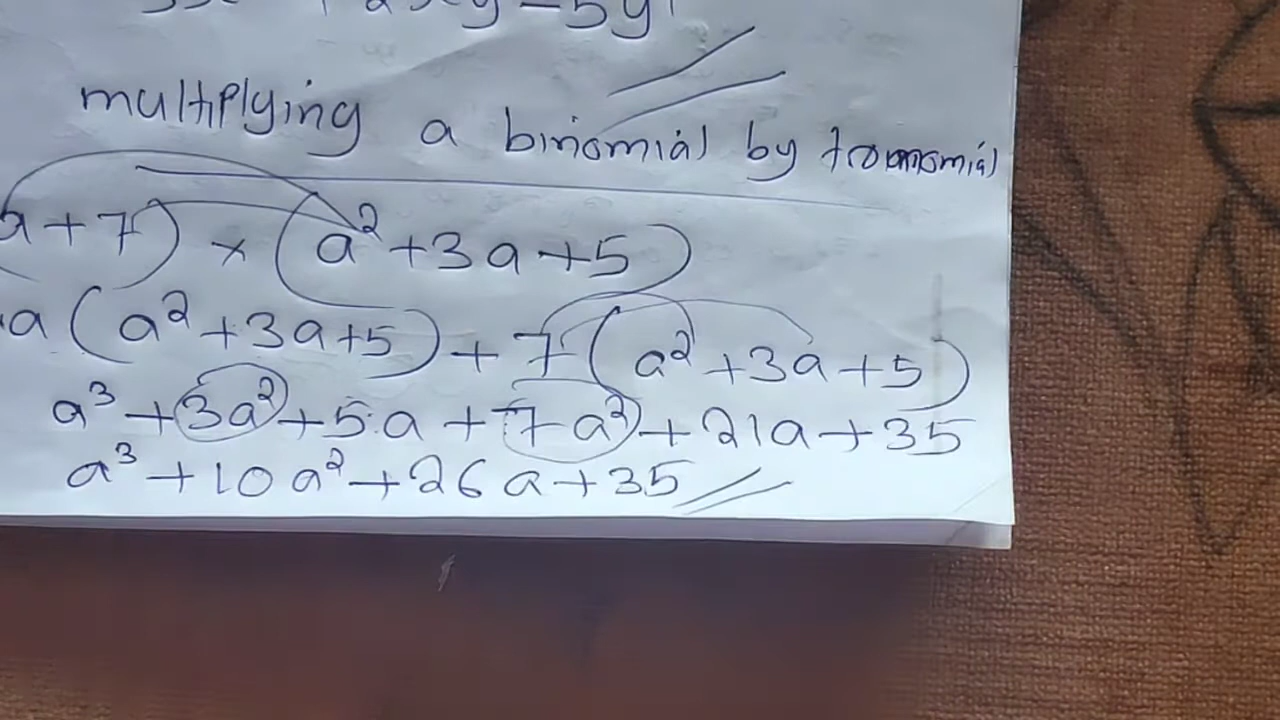 multiplying a binomial by
a+7) × (a²+3a+5)
a(a²+3a+5)+7(a²+3a+5)
a³+3a²+5a+7a²+21a+35
a³+10a²+26a+35